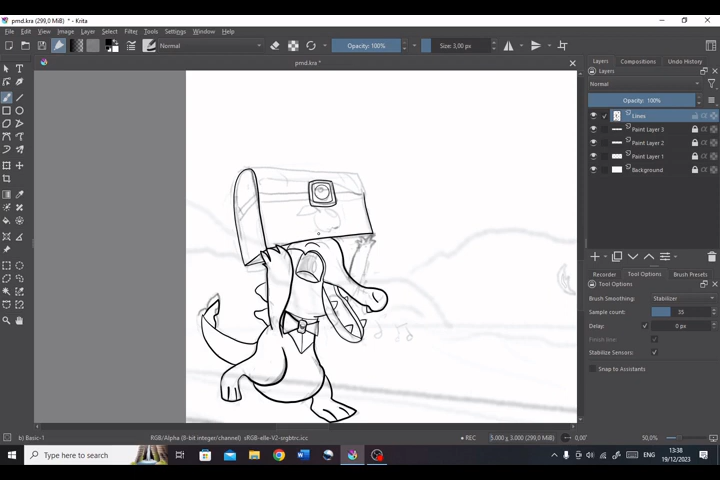 pmd.kra (299,0 MiB) * - Krita
File Edit View Image Layer Select Filter Tools Settings Window Help
Normal
Opacity: 100%
Size: 3,00 px
pmd.kra *
Layers Compositions Undo History
Layers
Normal
Opacity: 100%
Lines
Paint Layer 3
Paint Layer 2
Paint Layer 1
Background
Recorder Tool Options Brush Presets
Tool Options
Brush Smoothing: Stabilizer
Sample count: 35
Delay: 0 px
Finish line:
Stabilize Sensors:
Snap to Assistants
b) Basic-1
RGB/Alpha (8-bit integer/channel) sRGB-elle-V2-srgbtrc.icc
REC
5.000 x 3.000 (299,0 MiB)
0,00°
50,0%
Type here to search
ENG
13:38
19/12/2023